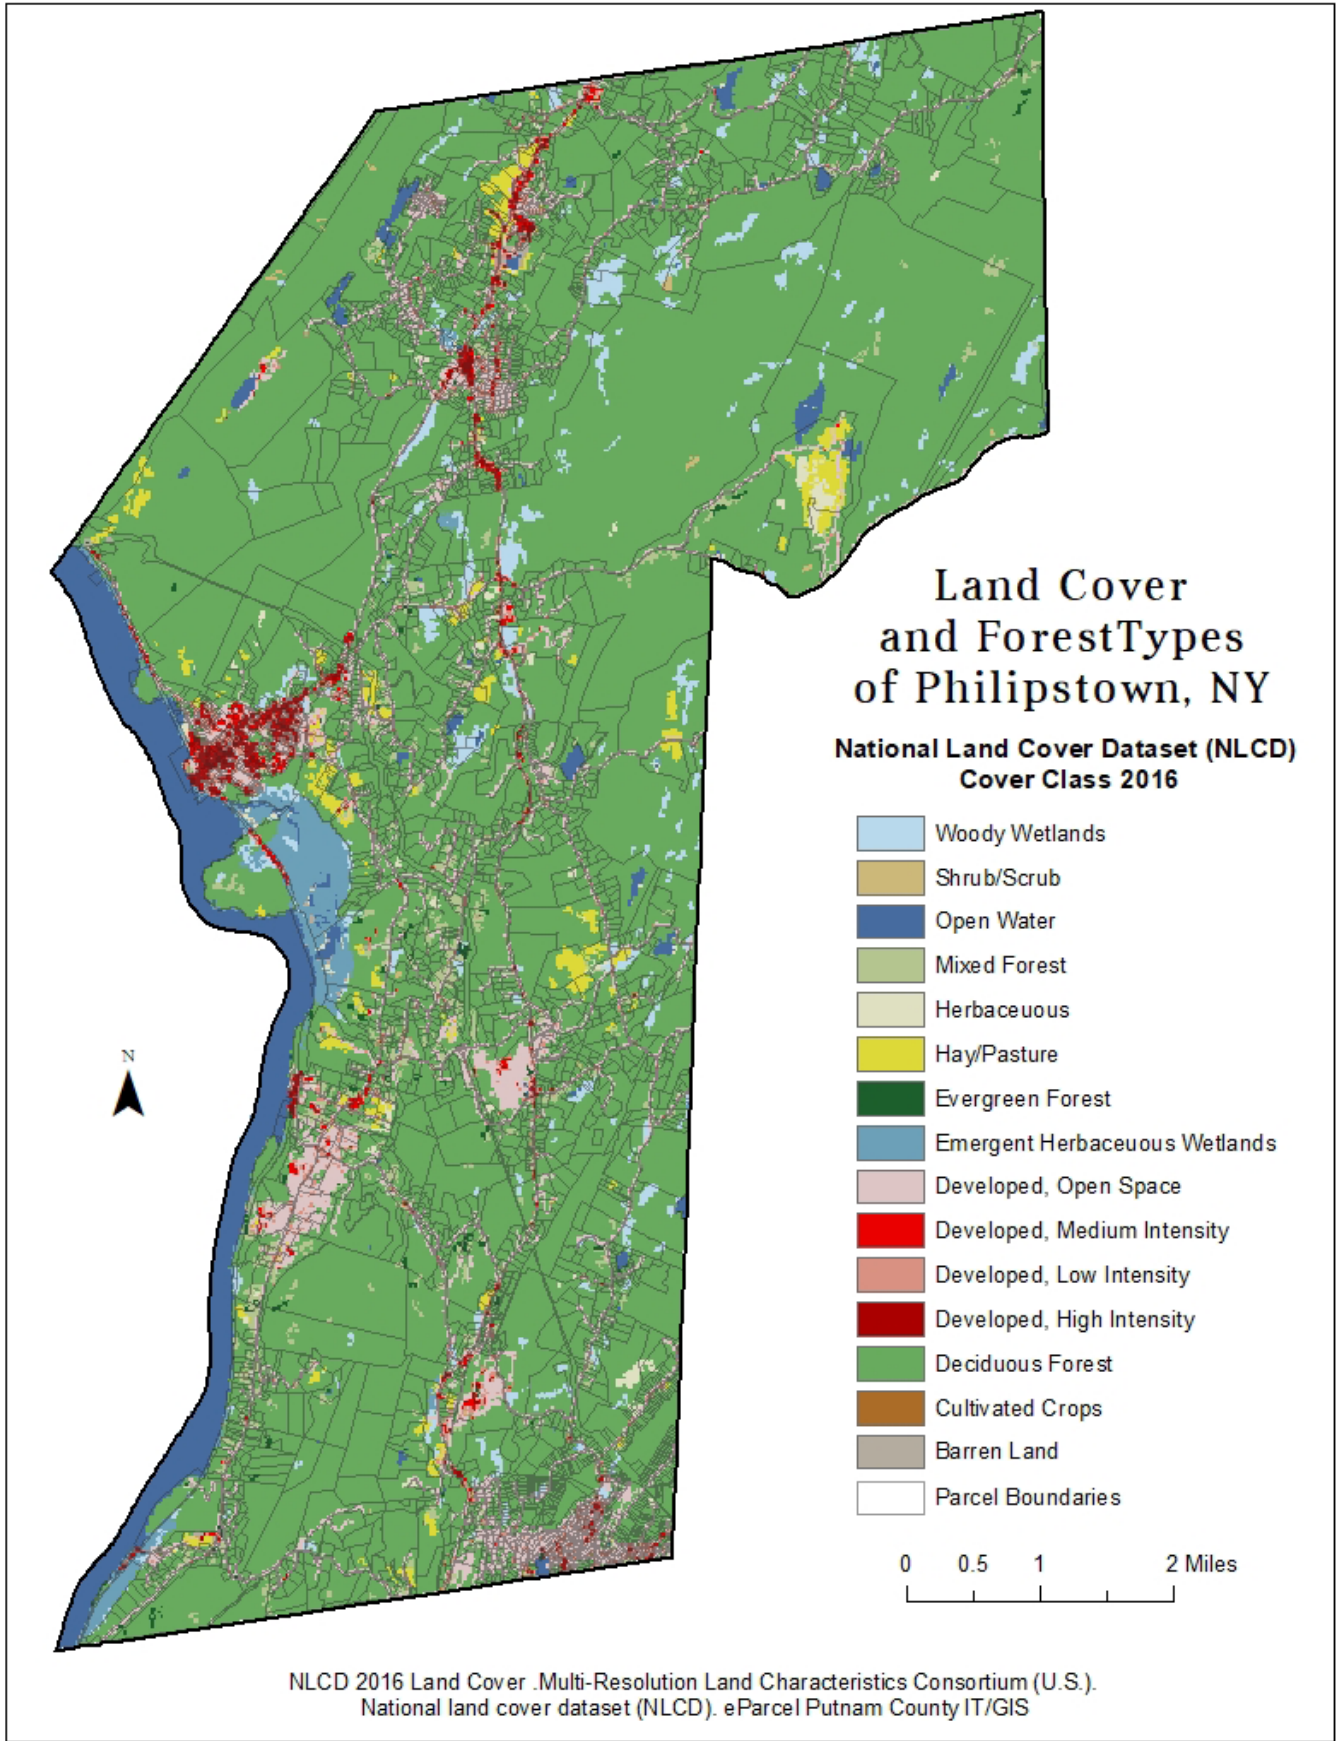 Land Cover
and ForestTypes
of Philipstown, NY
National Land Cover Dataset (NLCD)
Cover Class 2016
Woody Wetlands
Shrub/Scrub
Open Water
Mixed Forest
Herbaceuous
Hay/Pasture
Evergreen Forest
Emergent Herbaceuous Wetlands
Developed, Open Space
Developed, Medium Intensity
Developed, Low Intensity
Developed, High Intensity
Deciduous Forest
Cultivated Crops
Barren Land
Parcel Boundaries
N
0 0.5 1 2 Miles
NLCD 2016 Land Cover .Multi-Resolution Land Characteristics Consortium (U.S.).
National land cover dataset (NLCD). eParcel Putnam County IT/GIS